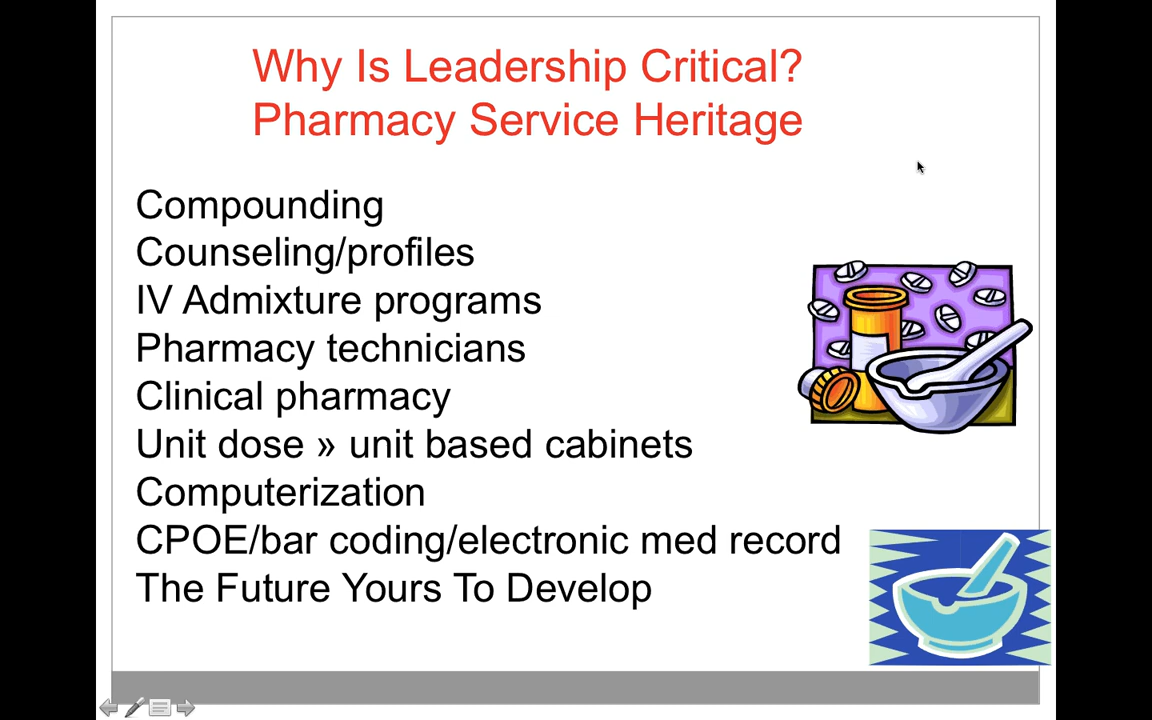 Why Is Leadership Critical?
Pharmacy Service Heritage
Compounding
Counseling/profiles
IV Admixture programs
Pharmacy technicians
Clinical pharmacy
Unit dose » unit based cabinets
Computerization
CPOE/bar coding/electronic med record
The Future Yours To Develop